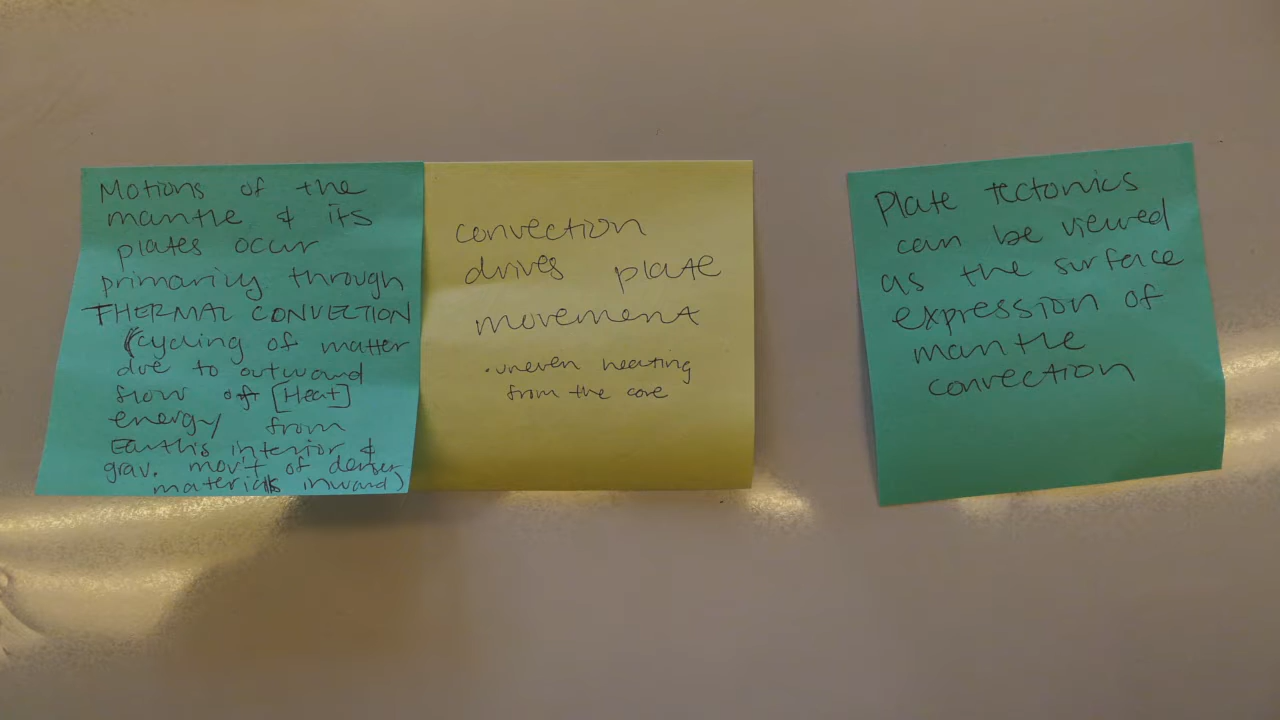 Motions of the
mantle & its
plates occur
primarily through
THERMAL CONVECTION
(cycling of matter
due to outward
flow of [Heat]
energy from
Earth's interior &
grav. mov't of denser
materials inward)
convection
drives plate
movement
• uneven heating
from the core
Plate tectonics
can be viewed
as the surface
expression of
mantle
convection